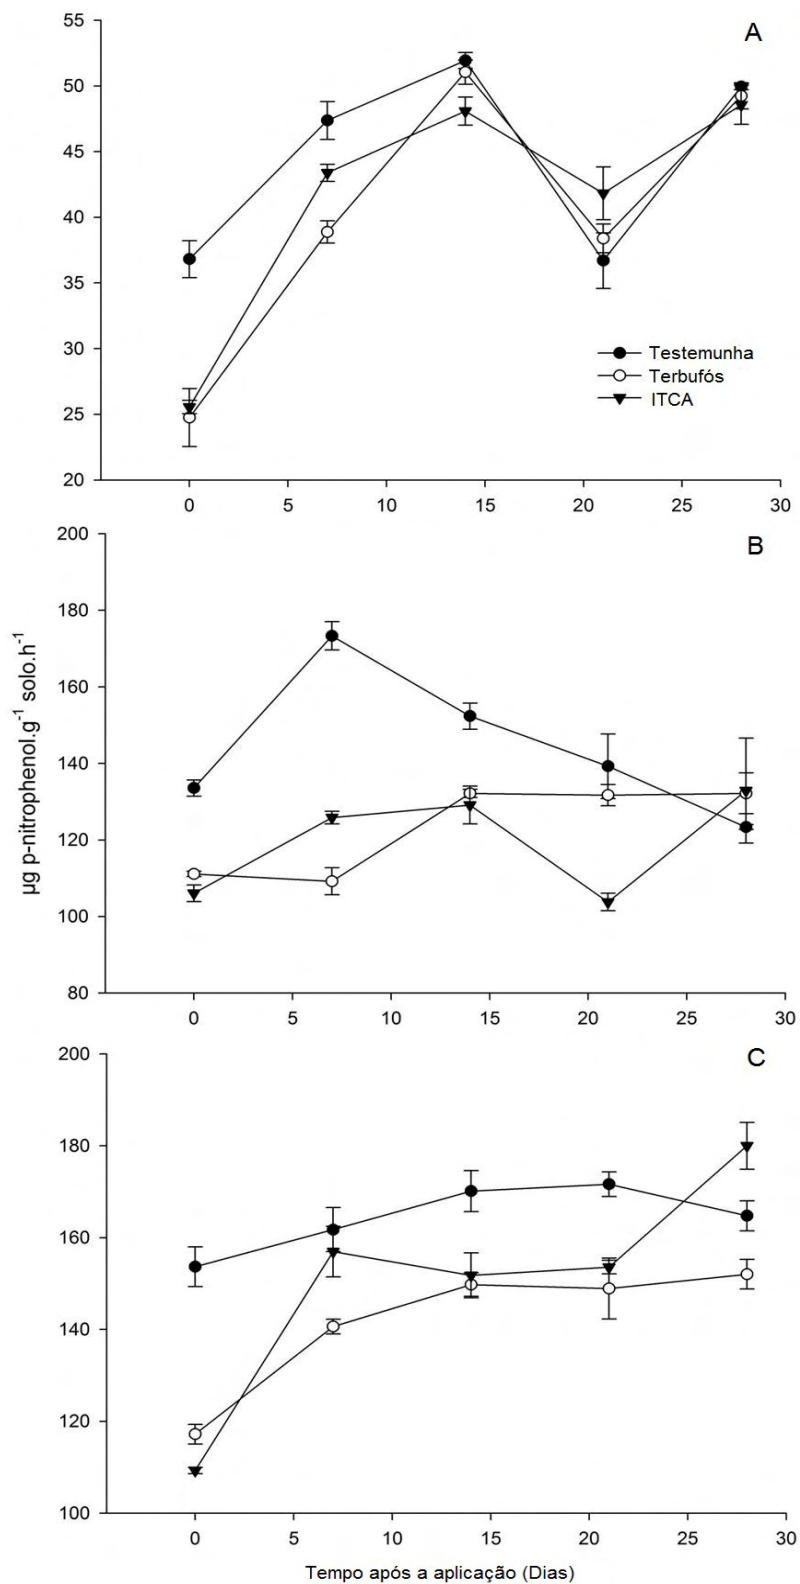 A
55
50
45
40
35
30
25
20
Testemunha
Terbufós
ITCA
0 5 10 15 20 25 30
B
200
180
160
140
120
100
80
0 5 10 15 20 25 30
µg p-nitrophenol.g⁻¹ solo.h⁻¹
C
200
180
160
140
120
100
0 5 10 15 20 25 30
Tempo após a aplicação (Dias)